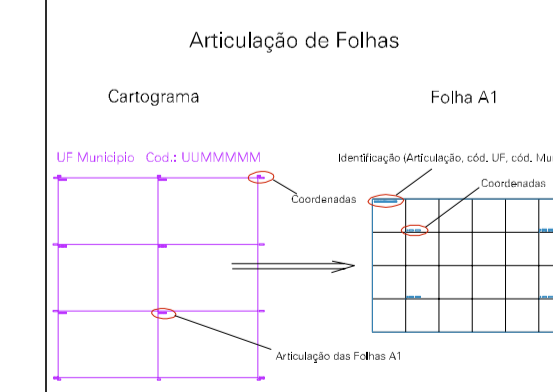 Articulação de Folhas
Cartograma
Folha A1
UF Municipio Cod.: UUMMMMM
Identificação (Articulação, cód. UF, cód. Mu
Coordenadas
Coordenadas
Articulação das Folhas A1